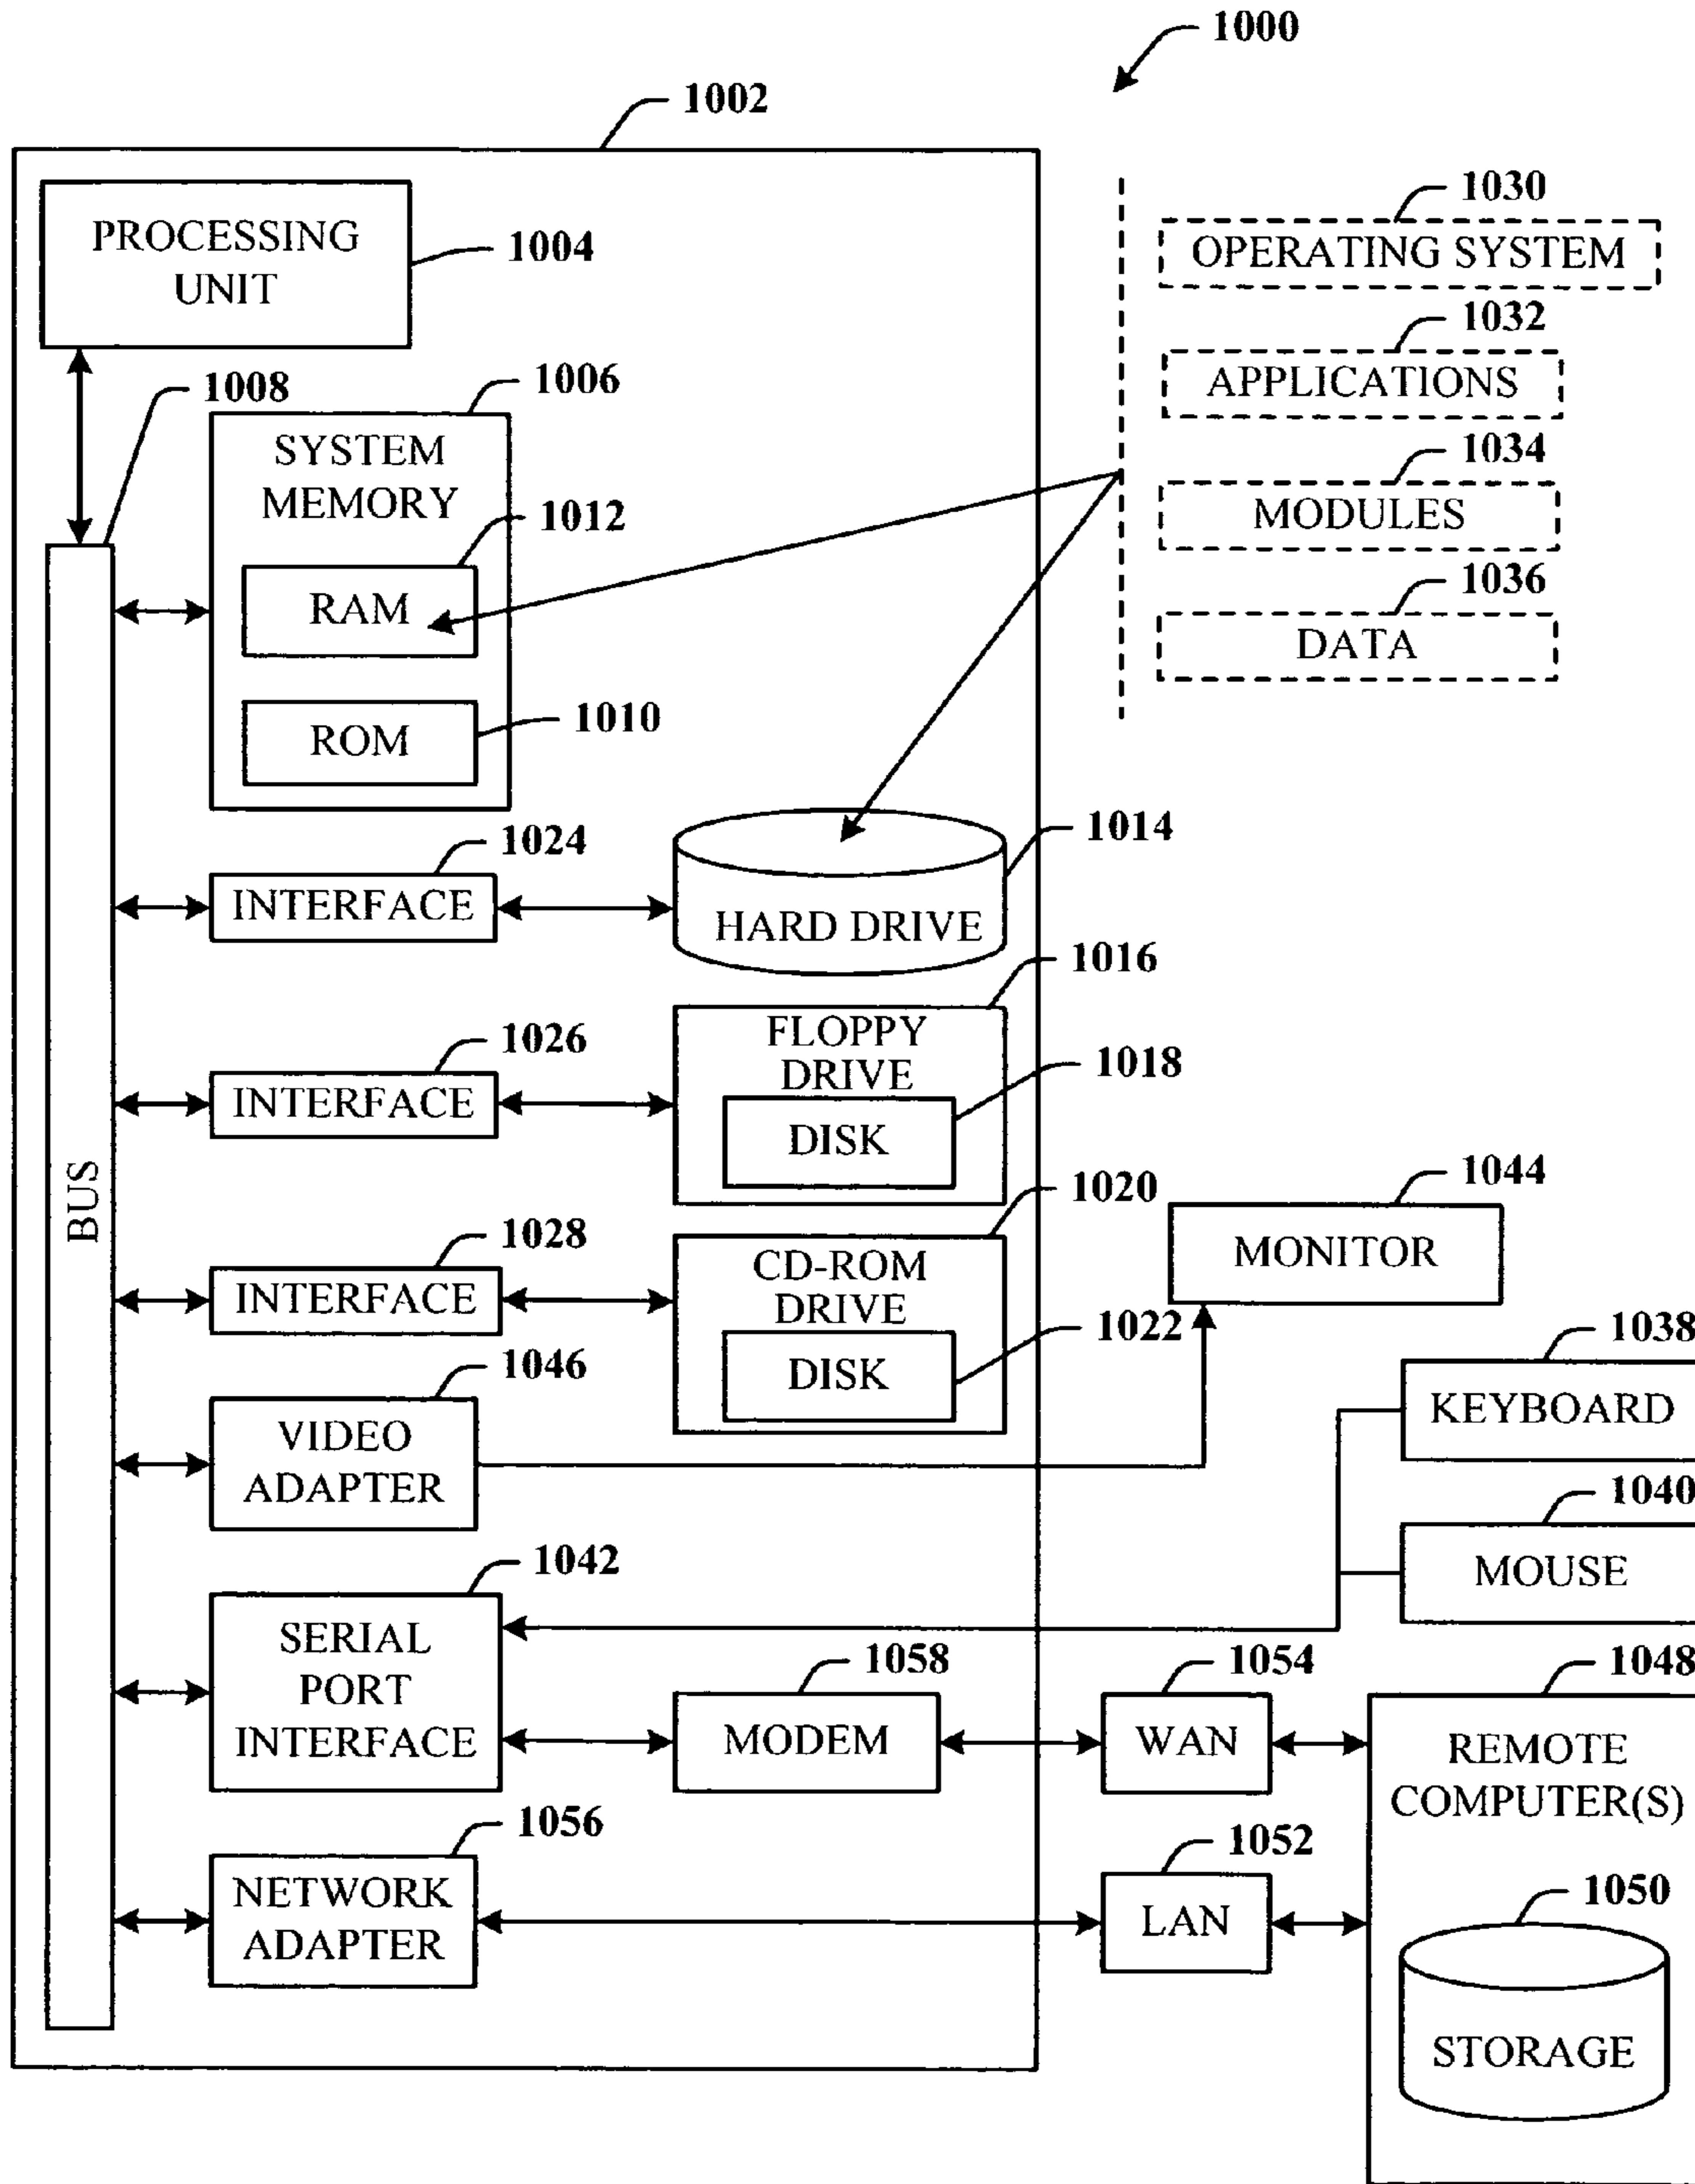 1000
1002
PROCESSING
UNIT
1004
1030
OPERATING SYSTEM
1032
APPLICATIONS
1034
MODULES
1036
DATA
1008
1006
SYSTEM
MEMORY
1012
RAM
1010
ROM
1024
INTERFACE
1014
HARD DRIVE
1016
FLOPPY
DRIVE
1018
DISK
1026
INTERFACE
BUS
1020
CD-ROM
DRIVE
1022
DISK
1028
INTERFACE
1044
MONITOR
1038
KEYBOARD
1046
VIDEO
ADAPTER
1040
MOUSE
1042
SERIAL
PORT
INTERFACE
1058
MODEM
1054
WAN
1048
REMOTE
COMPUTER(S)
1056
NETWORK
ADAPTER
1052
LAN
1050
STORAGE